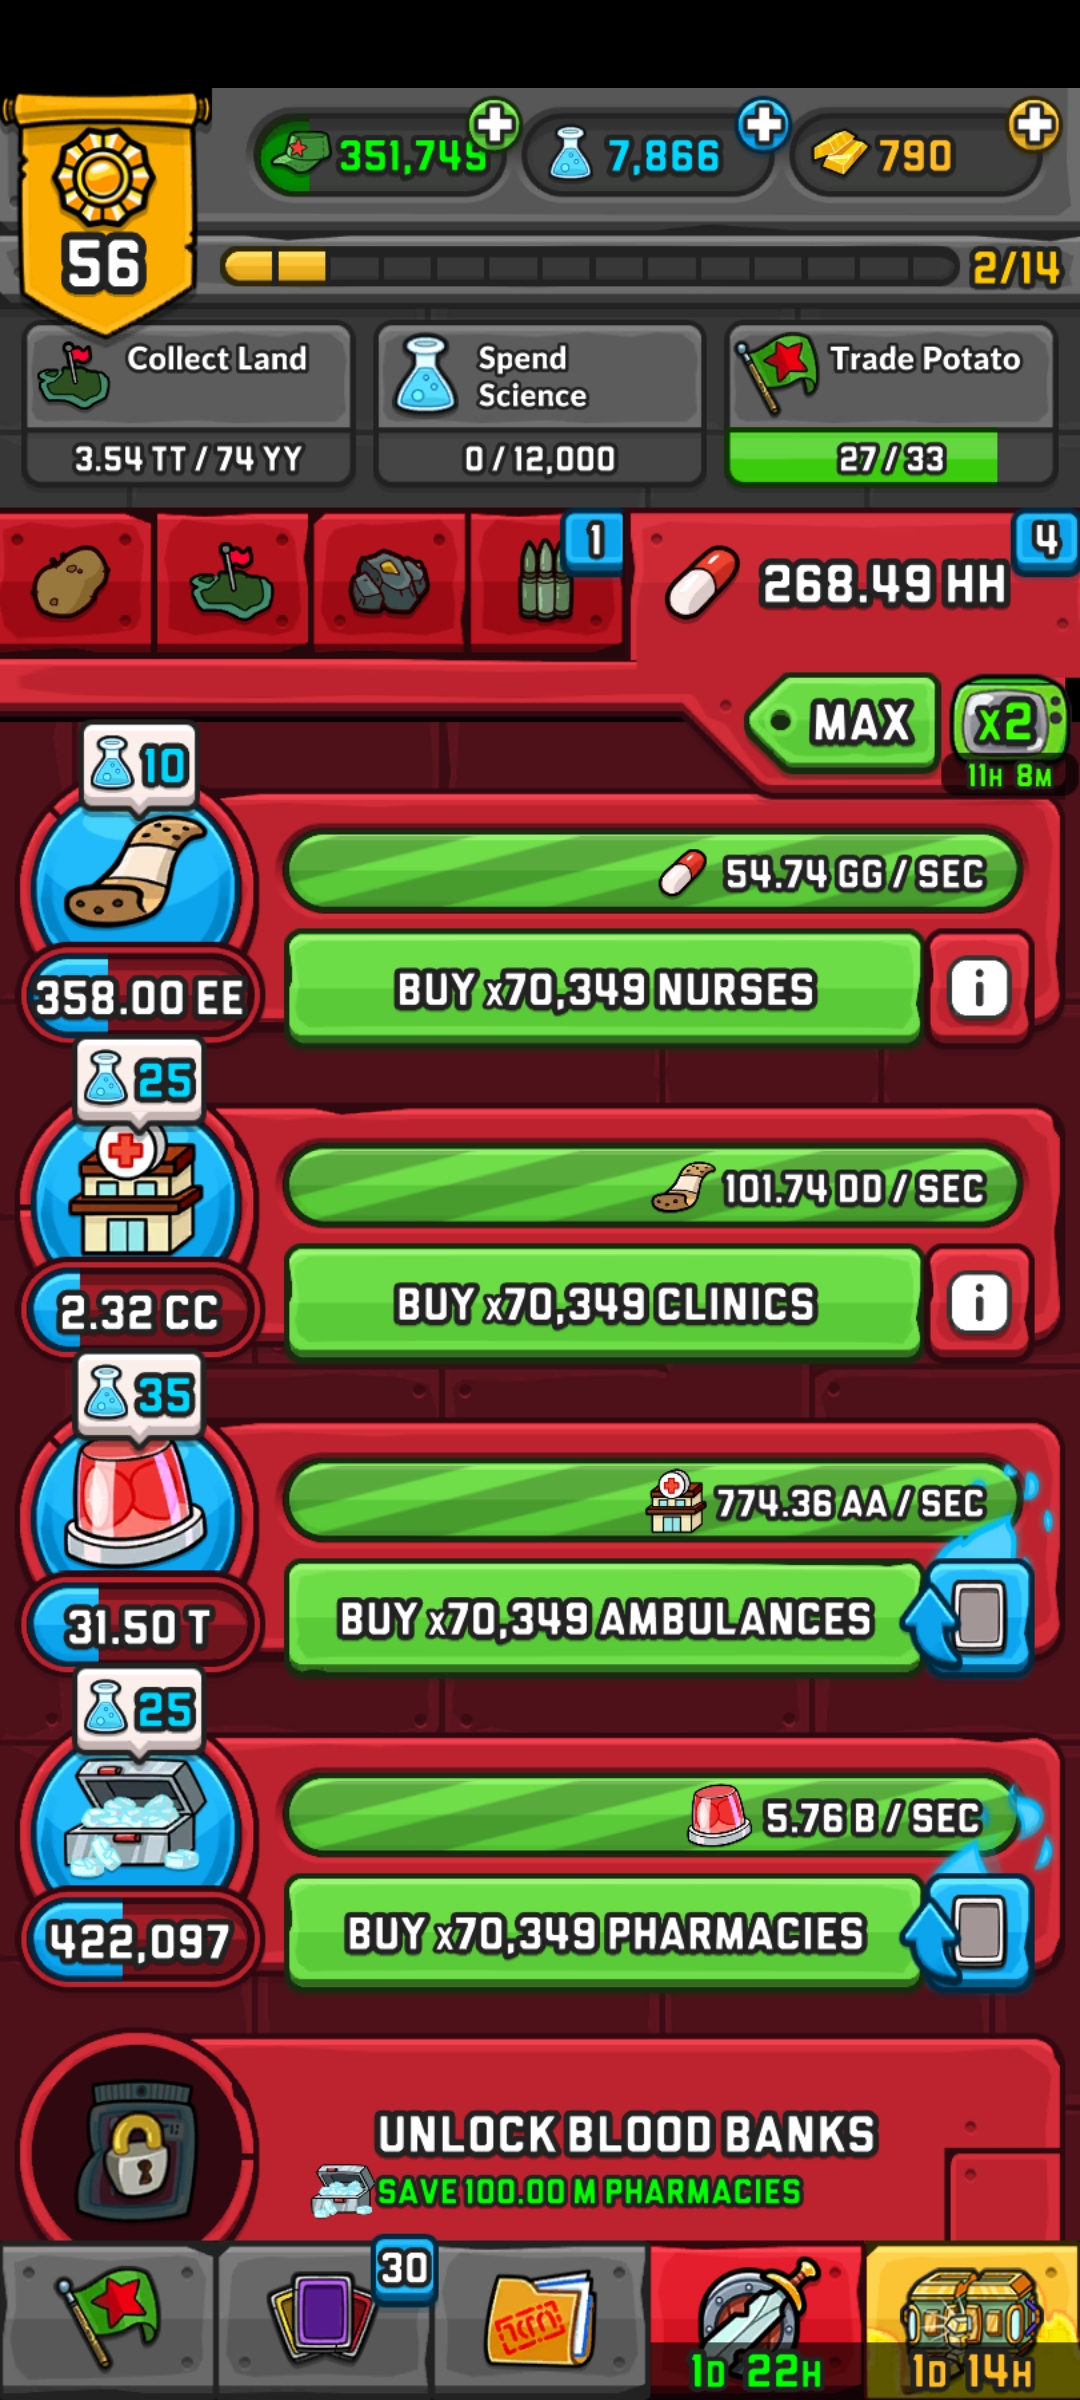 351,749
7,866
790
56
2/14
Collect Land
Spend
Science
Trade Potato
3.54 TT / 74 YY
0 / 12,000
27 / 33
1
4
268.49 HH
MAX
x2
11H 8M
10
54.74 GG / SEC
358.00 EE
BUY x70,349 NURSES
i
25
101.74 DD / SEC
2.32 CC
BUY x70,349 CLINICS
i
35
774.36 AA / SEC
31.50 T
BUY x70,349 AMBULANCES
25
5.76 B / SEC
422,097
BUY x70,349 PHARMACIES
UNLOCK BLOOD BANKS
SAVE 100.00 M PHARMACIES
30
1D 22H
1D 14H